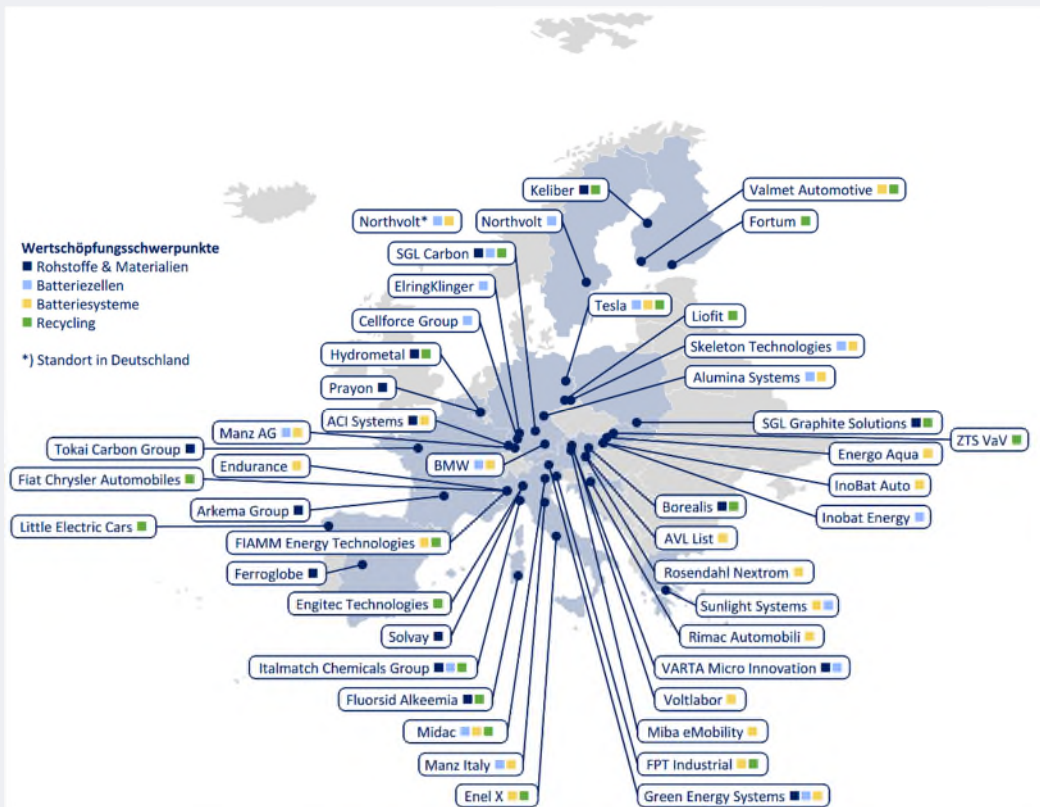 Keliber
Valmet Automotive
Northvolt*
Northvolt
Fortum
Wertschöpfungsschwerpunkte
Rohstoffe & Materialien
Batteriezellen
Batteriesysteme
Recycling
*) Standort in Deutschland
SGL Carbon
ElringKlinger
Cellforce Group
Hydrometal
Prayon
ACI Systems
Manz AG
Tokai Carbon Group
Endurance
BMW
Fiat Chrysler Automobiles
Arkema Group
Little Electric Cars
FIAMM Energy Technologies
Ferroglobe
Engitec Technologies
Solvay
Italmatch Chemicals Group
Fluorsid Alkeemia
Midac
Manz Italy
Enel X
Tesla
Liofit
Skeleton Technologies
Alumina Systems
SGL Graphite Solutions
ZTS VaV
Energo Aqua
InoBat Auto
Inobat Energy
Borealis
AVL List
Rosendahl Nextrom
Sunlight Systems
Rimac Automobili
VARTA Micro Innovation
Voltlabor
Miba eMobility
FPT Industrial
Green Energy Systems